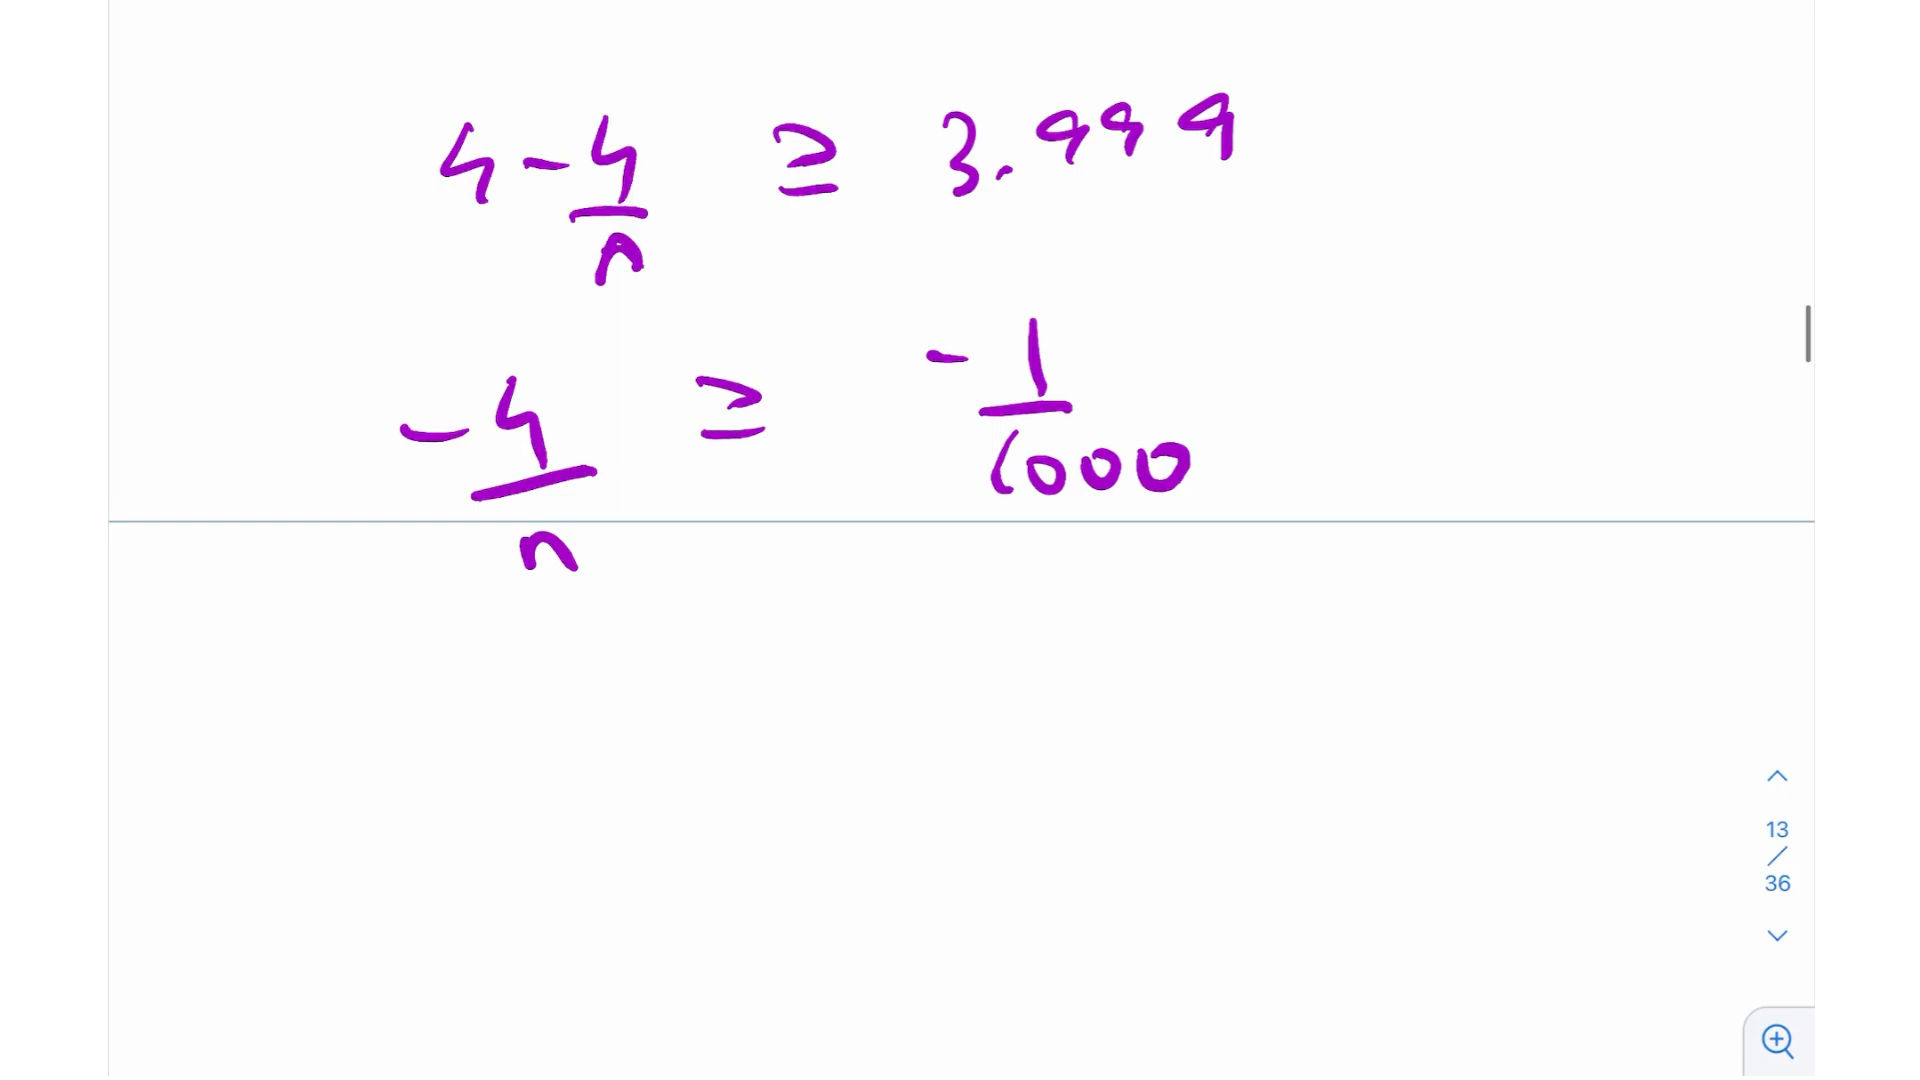 4 - 4/n ≥ 3.999
-4/n ≥ -1/1000
13
/
36